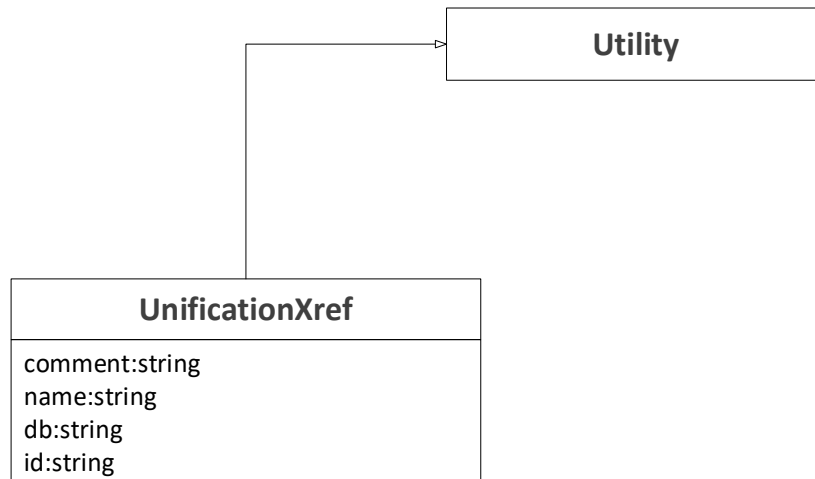 Utility
UnificationXref
comment:string
name:string
db:string
id:string